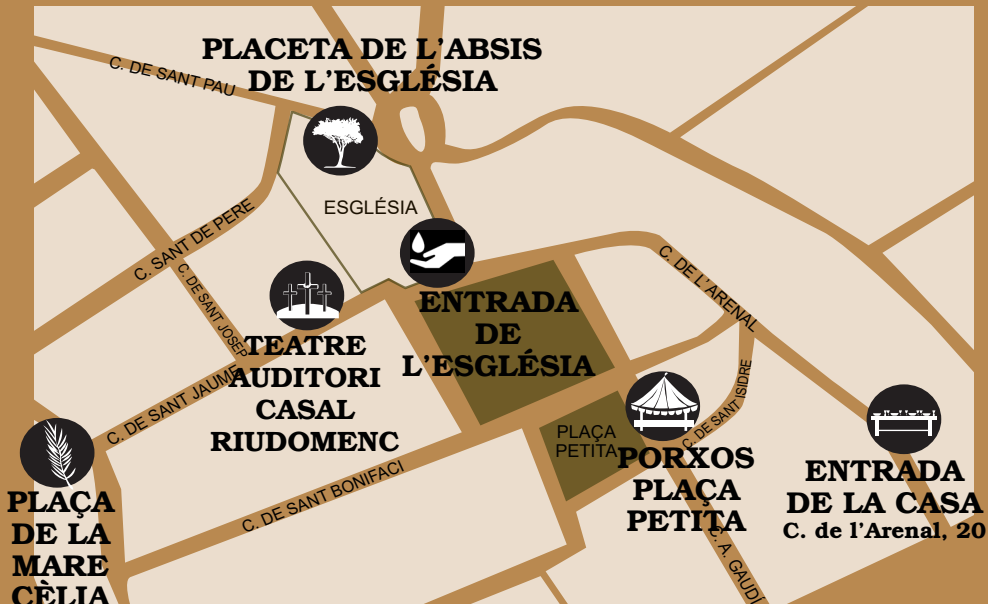 PLACETA DE L'ABSIS
DE L'ESGLÉSIA
C. DE SANT PAU
ESGLÉSIA
C. SANT DE PERE
C. DE SANT JOSEP
C. DE L'ARENAL
ENTRADA
DE
L'ESGLÉSIA
TEATRE
AUDITORI
CASAL
RIUDOMENC
C. DE SANT JAUME
C. DE SANT ISIDRE
PLAÇA
PETITA
C. DE SANT BONIFACI
PORXOS
PLAÇA
PETITA
ENTRADA
DE LA CASA
C. de l'Arenal, 20
PLAÇA
DE LA
MARE
CÈLIA
C. A. GAUDÍ